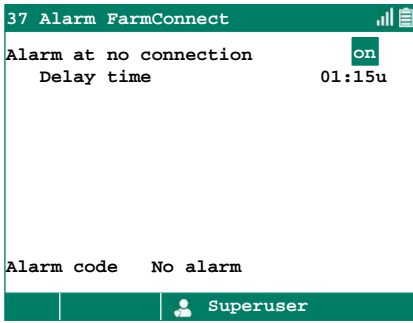 37 Alarm FarmConnect
Alarm at no connection on
Delay time 01:15u
Alarm code No alarm
Superuser